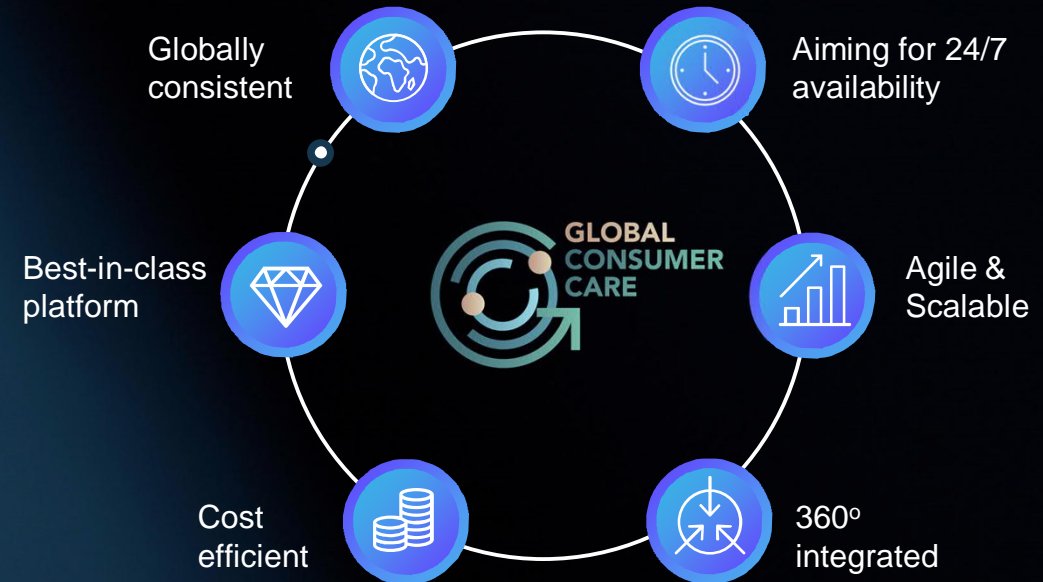 Globally
consistent
Aiming for 24/7
availability
Best-in-class
platform
GLOBAL
CONSUMER
CARE
Agile &
Scalable
Cost
efficient
360º
integrated